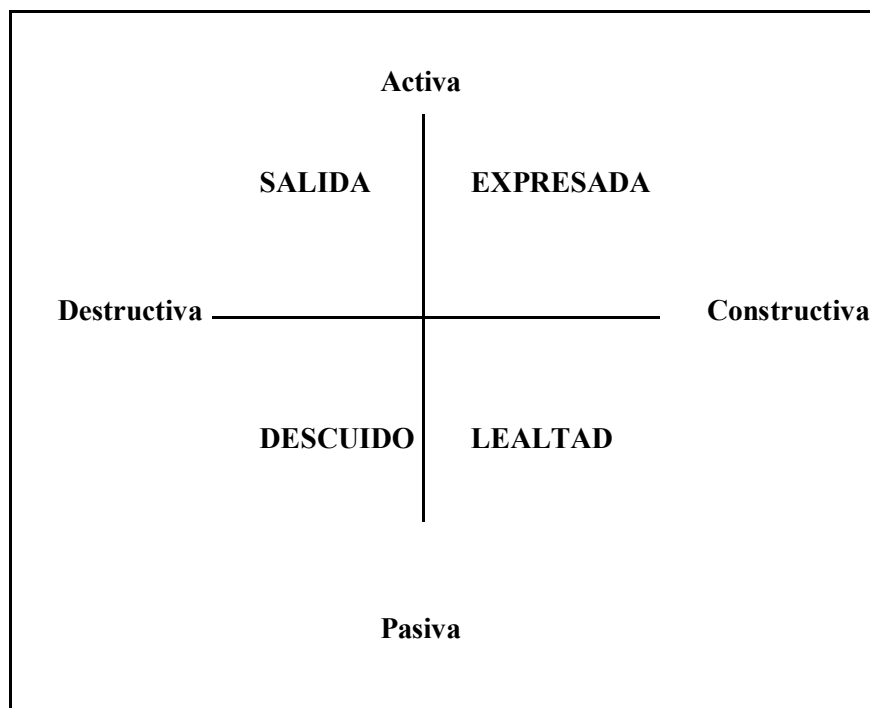 Activa
SALIDA EXPRESADA
Destructiva Constructiva
DESCUIDO LEALTAD
Pasiva